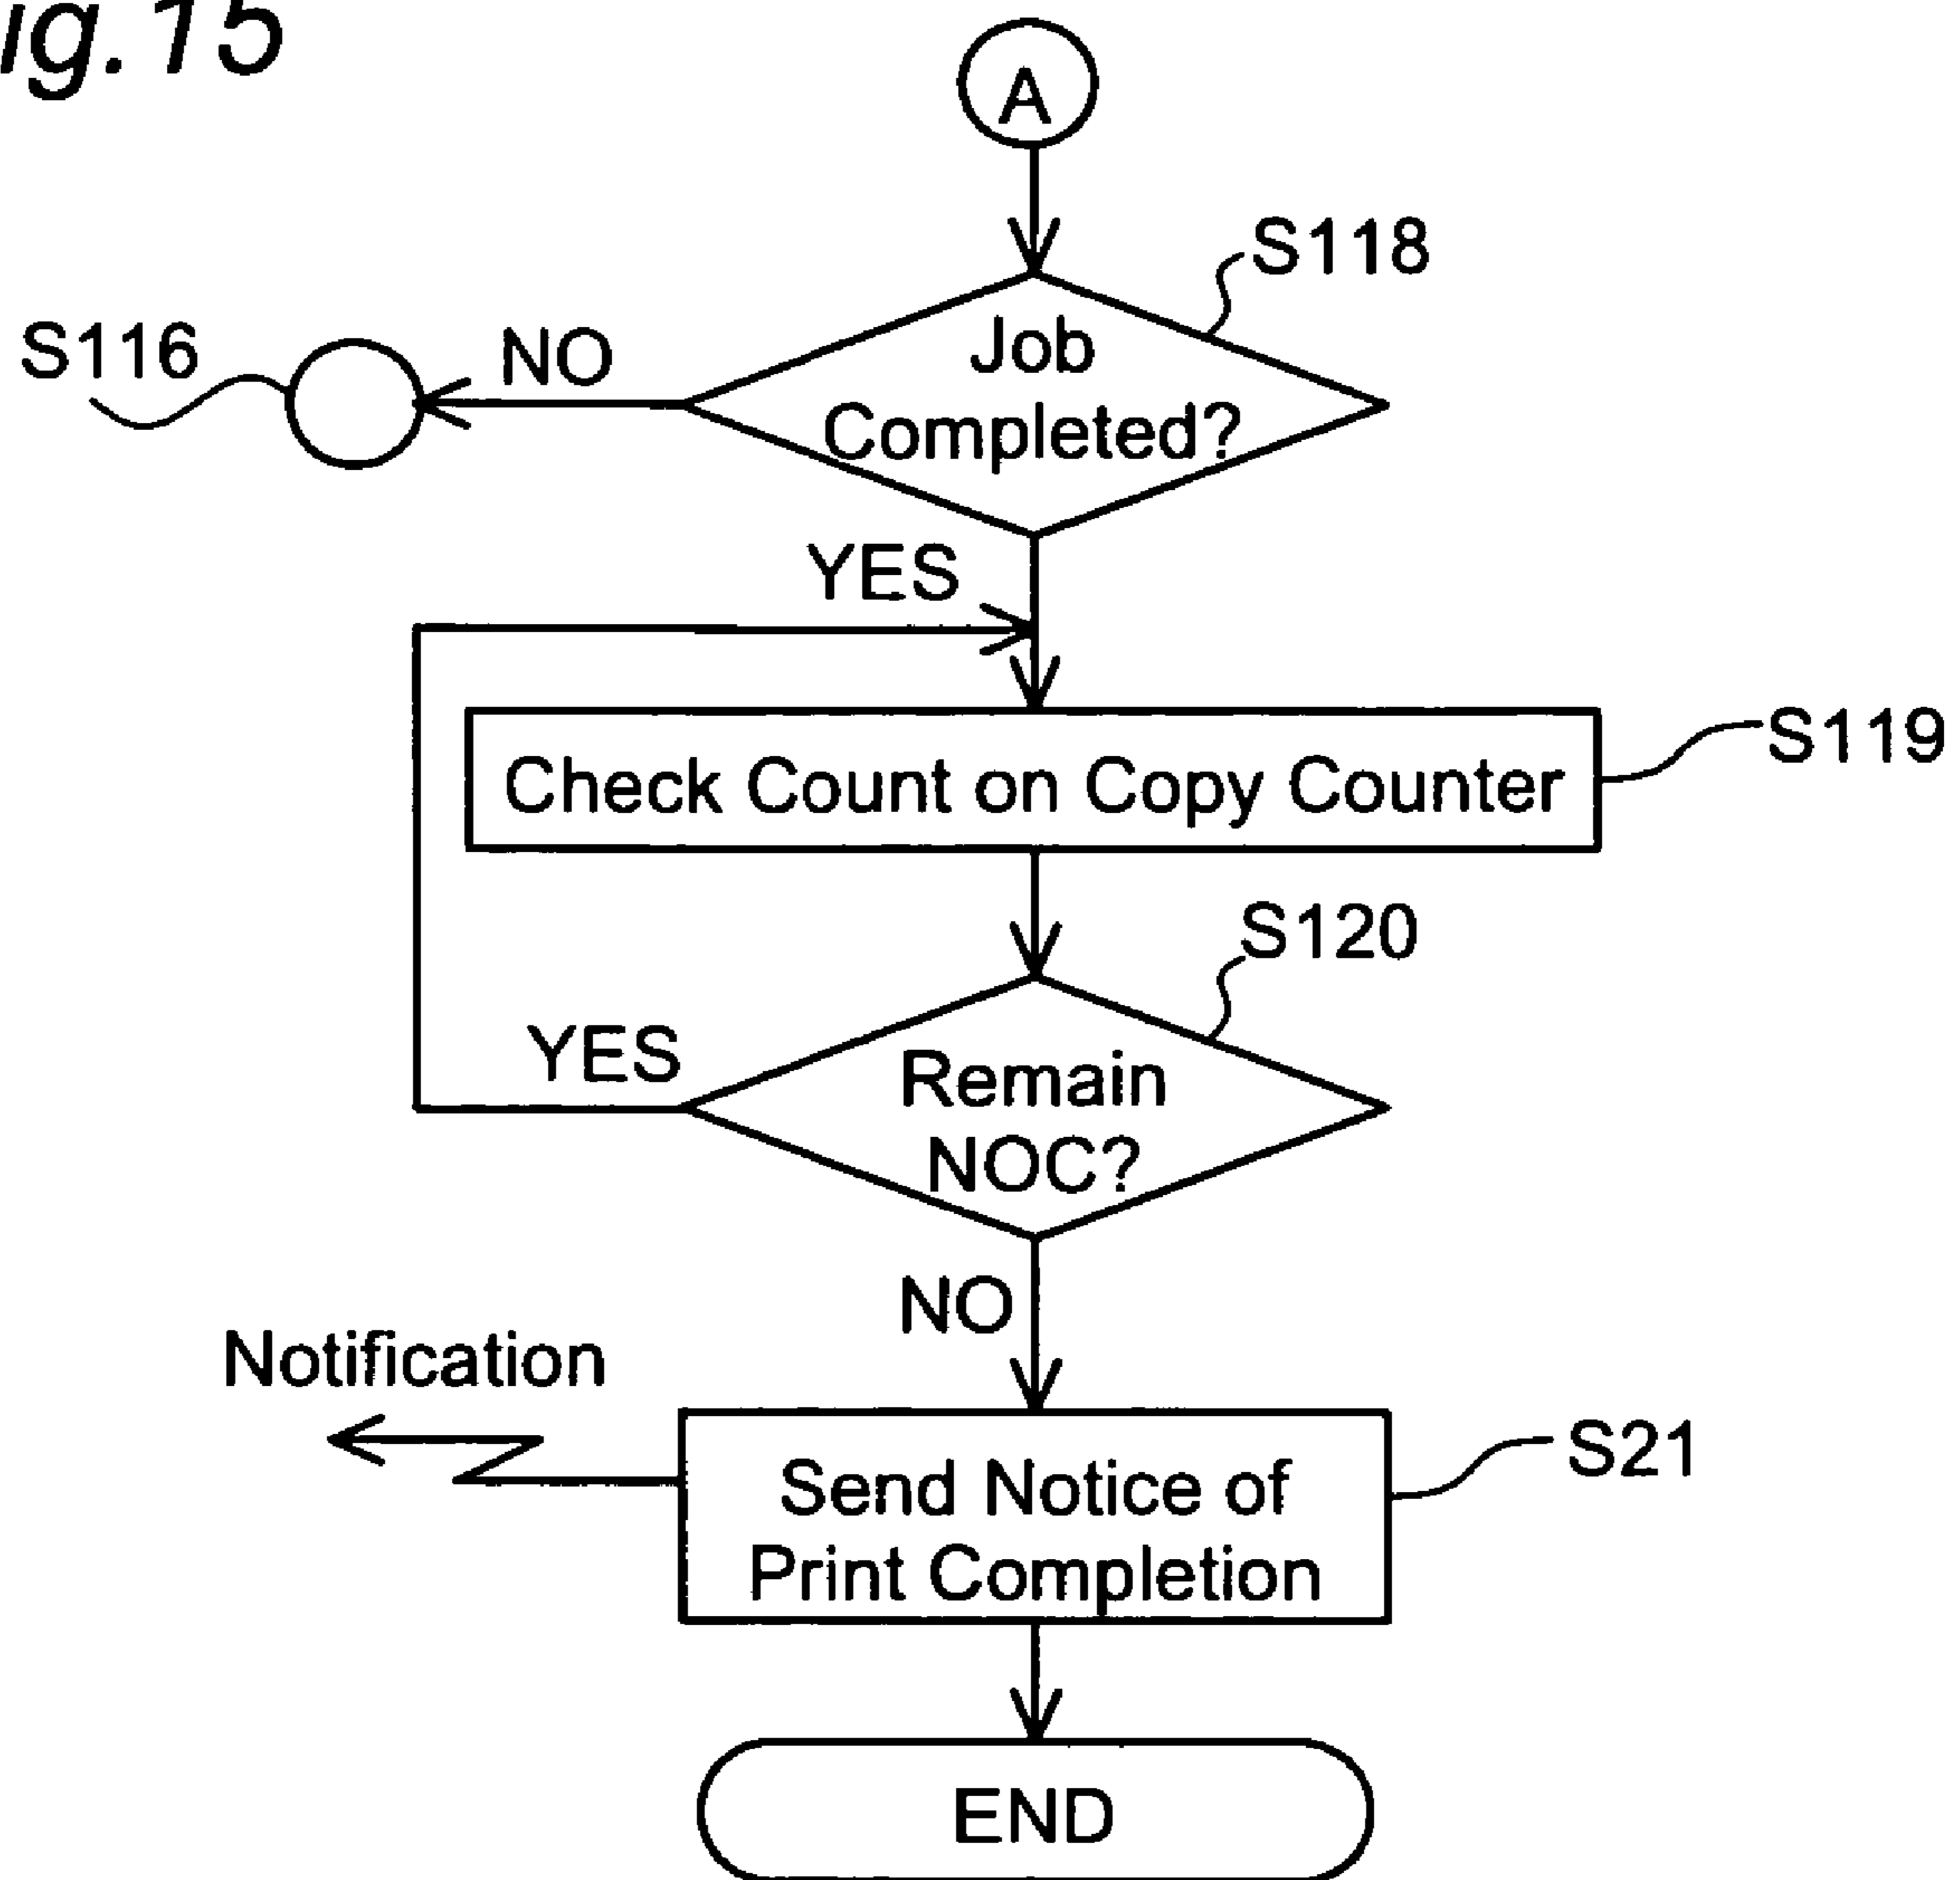 ig. 15
A
S118
S116
NO
Job
Completed?
YES
Check Count on Copy Counter
S119
S120
YES
Remain
NOC?
NO
Notification
Send Notice of
Print Completion
S21
END